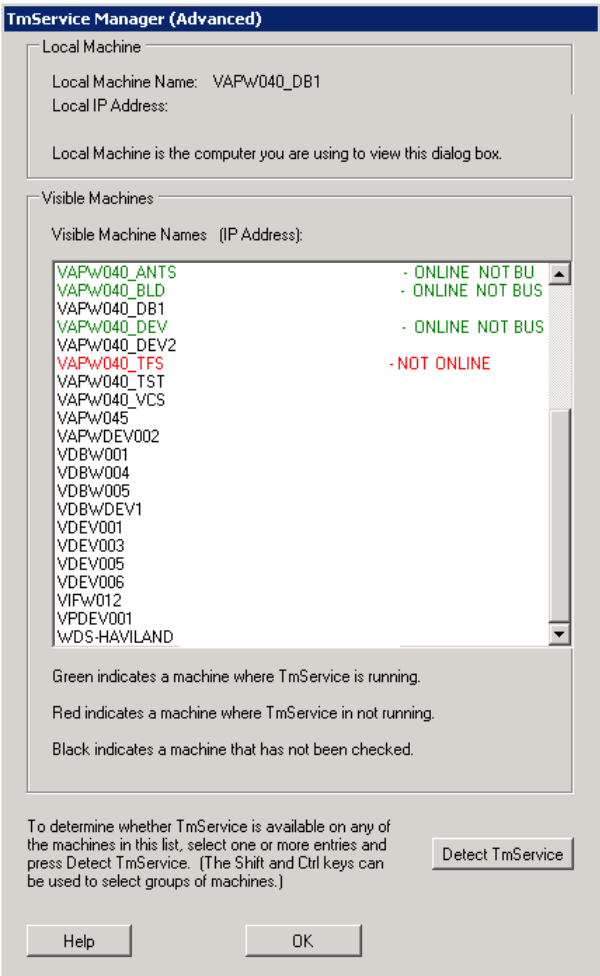 TmService Manager (Advanced)
Local Machine
Local Machine Name: VAPW040_DB1
Local IP Address:
Local Machine is the computer you are using to view this dialog box.
Visible Machines
Visible Machine Names (IP Address):
VAPW040_ANTS - ONLINE NOT BU
VAPW040_BLD - ONLINE NOT BUS
VAPW040_DB1
VAPW040_DEV - ONLINE NOT BUS
VAPW040_DEV2
VAPW040_TFS - NOT ONLINE
VAPW040_TST
VAPW040_VCS
VAPW045
VAPWDEV002
VDBW001
VDBW004
VDBW005
VDBWDEV1
VDEV001
VDEV003
VDEV005
VDEV006
VIFW012
VPDEV001
WDS-HAVILAND
Green indicates a machine where TmService is running.
Red indicates a machine where TmService in not running.
Black indicates a machine that has not been checked.
To determine whether TmService is available on any of
the machines in this list, select one or more entries and
press Detect TmService. (The Shift and Ctrl keys can
be used to select groups of machines.)
Detect TmService
Help OK